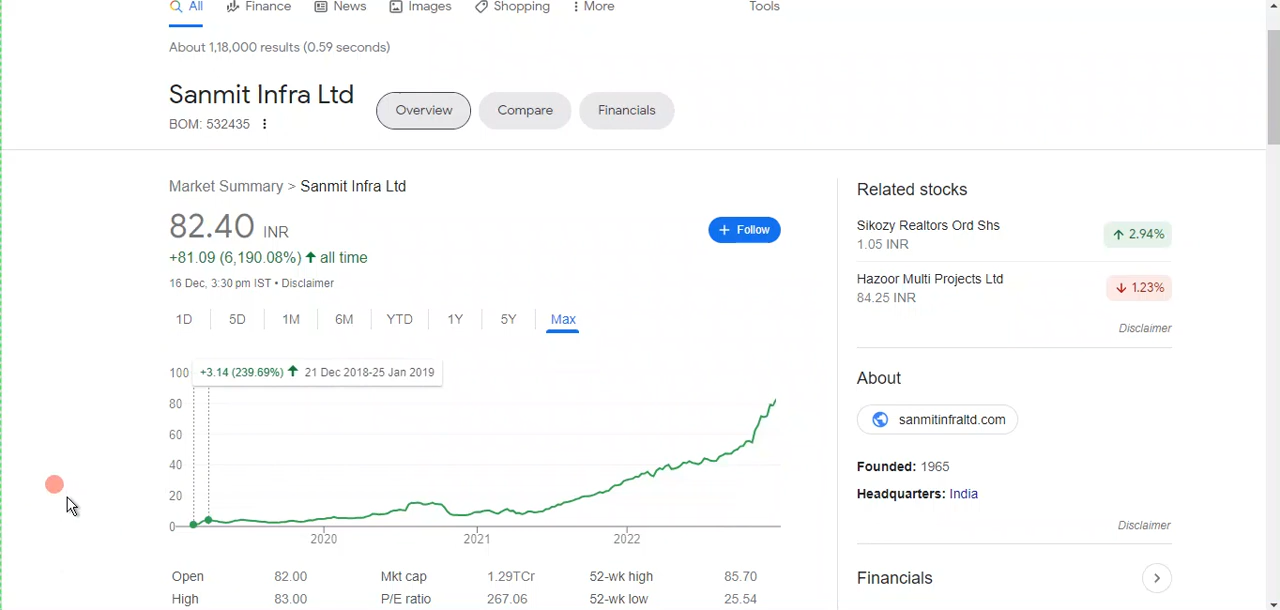 All Finance News Images Shopping More Tools
About 1,18,000 results (0.59 seconds)
Sanmit Infra Ltd
BOM: 532435
Overview Compare Financials
Market Summary > Sanmit Infra Ltd
82.40 INR
+ Follow
+81.09 (6,190.08%) ↑ all time
16 Dec, 3:30 pm IST • Disclaimer
1D 5D 1M 6M YTD 1Y 5Y Max
+3.14 (239.69%) ↑ 21 Dec 2018-25 Jan 2019
100
80
60
40
20
0
2020 2021 2022
Open 82.00 Mkt cap 1.29TCr 52-wk high 85.70
High 83.00 P/E ratio 267.06 52-wk low 25.54
Related stocks
Sikozy Realtors Ord Shs
1.05 INR
↑ 2.94%
Hazoor Multi Projects Ltd
84.25 INR
↓ 1.23%
Disclaimer
About
sanmitinfraltd.com
Founded: 1965
Headquarters: India
Disclaimer
Financials